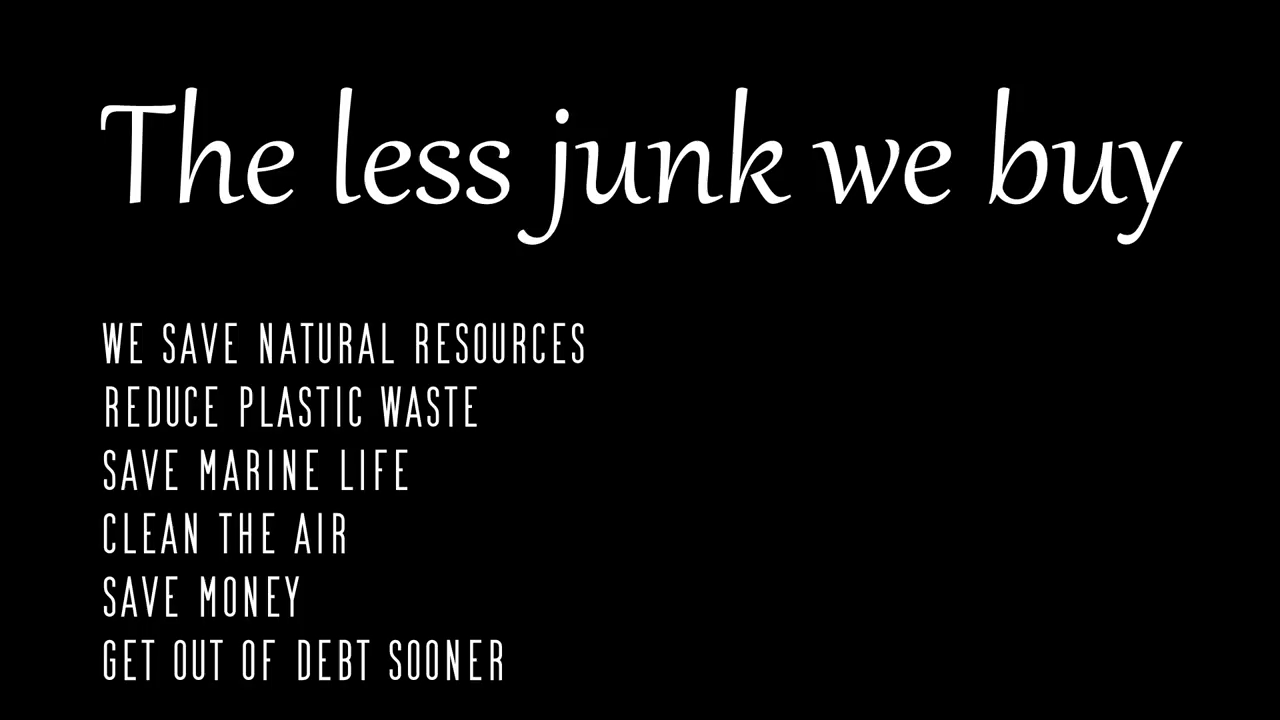 The less junk we buy
WE SAVE NATURAL RESOURCES
REDUCE PLASTIC WASTE
SAVE MARINE LIFE
CLEAN THE AIR
SAVE MONEY
GET OUT OF DEBT SOONER